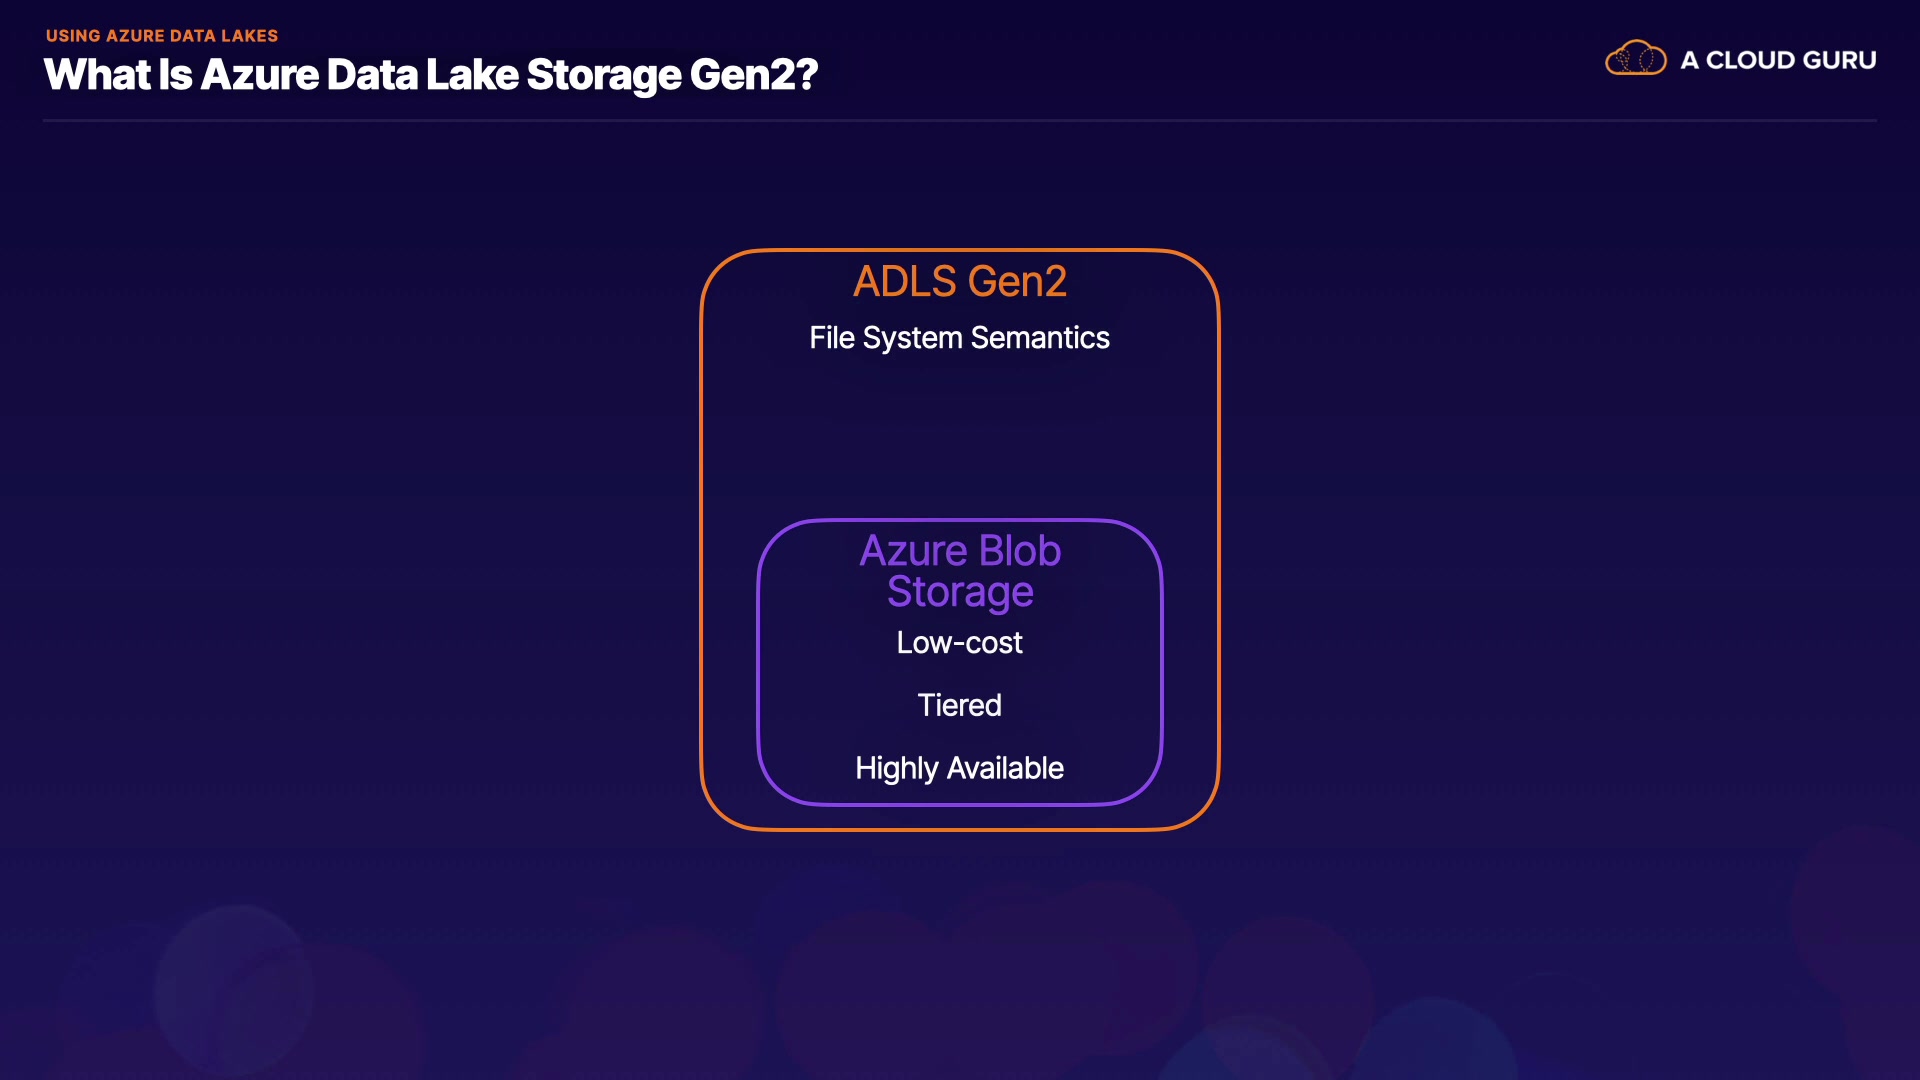 USING AZURE DATA LAKES
What Is Azure Data Lake Storage Gen2?
A CLOUD GURU
ADLS Gen2
File System Semantics
Azure Blob
Storage
Low-cost
Tiered
Highly Available